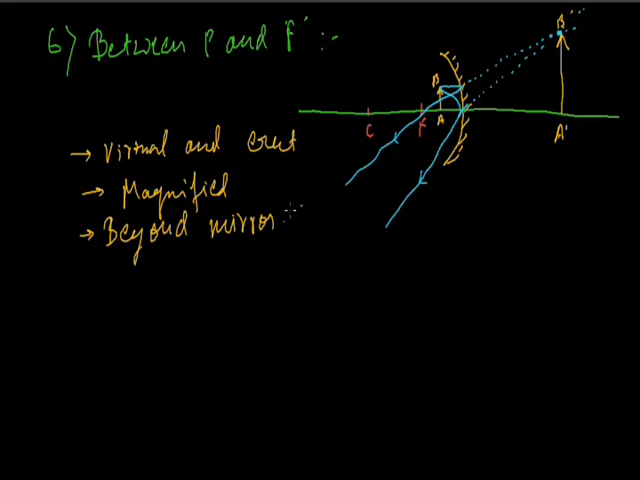 6) Between P and F :-
B
B
C
F
A
A'
→ Virtual and erect
→ Magnified
→ Beyond mirror